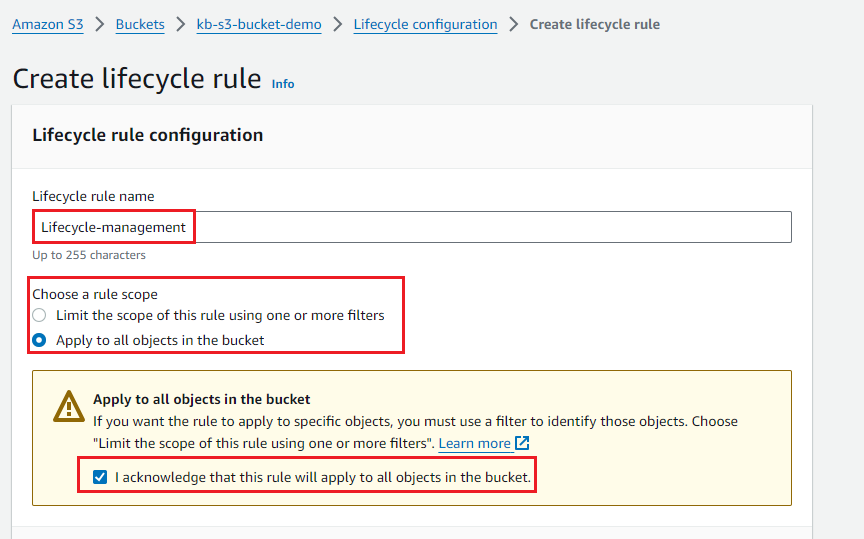 Amazon S3 > Buckets > kb-s3-bucket-demo > Lifecycle configuration > Create lifecycle rule
Create lifecycle rule Info
Lifecycle rule configuration
Lifecycle rule name
Lifecycle-management
Up to 255 characters
Choose a rule scope
Limit the scope of this rule using one or more filters
Apply to all objects in the bucket
Apply to all objects in the bucket
If you want the rule to apply to specific objects, you must use a filter to identify those objects. Choose
"Limit the scope of this rule using one or more filters". Learn more
I acknowledge that this rule will apply to all objects in the bucket.